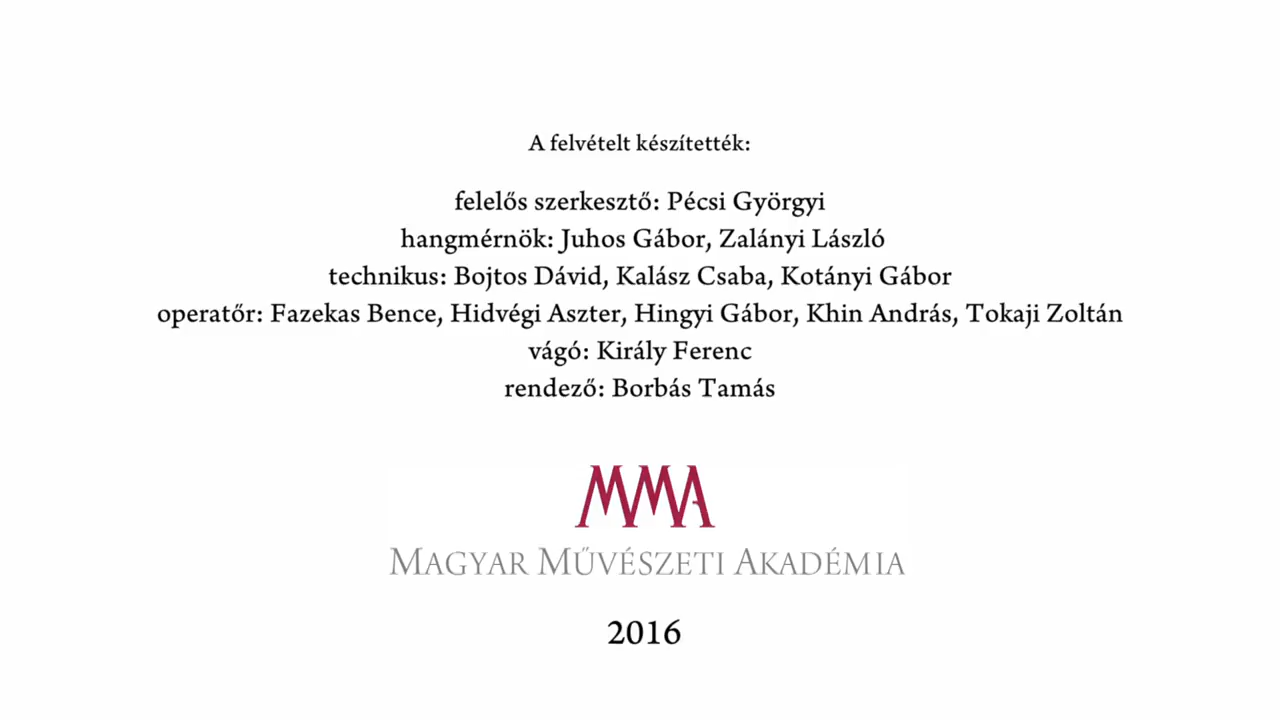 A felvételt készítették:
felelős szerkesztő: Pécsi Györgyi
hangmérnök: Juhos Gábor, Zalányi László
technikus: Bojtos Dávid, Kalász Csaba, Kotányi Gábor
operatőr: Fazekas Bence, Hidvégi Aszter, Hingyi Gábor, Khin András, Tokaji Zoltán
vágó: Király Ferenc
rendező: Borbás Tamás
MMA
MAGYAR MŰVÉSZETI AKADÉMIA
2016